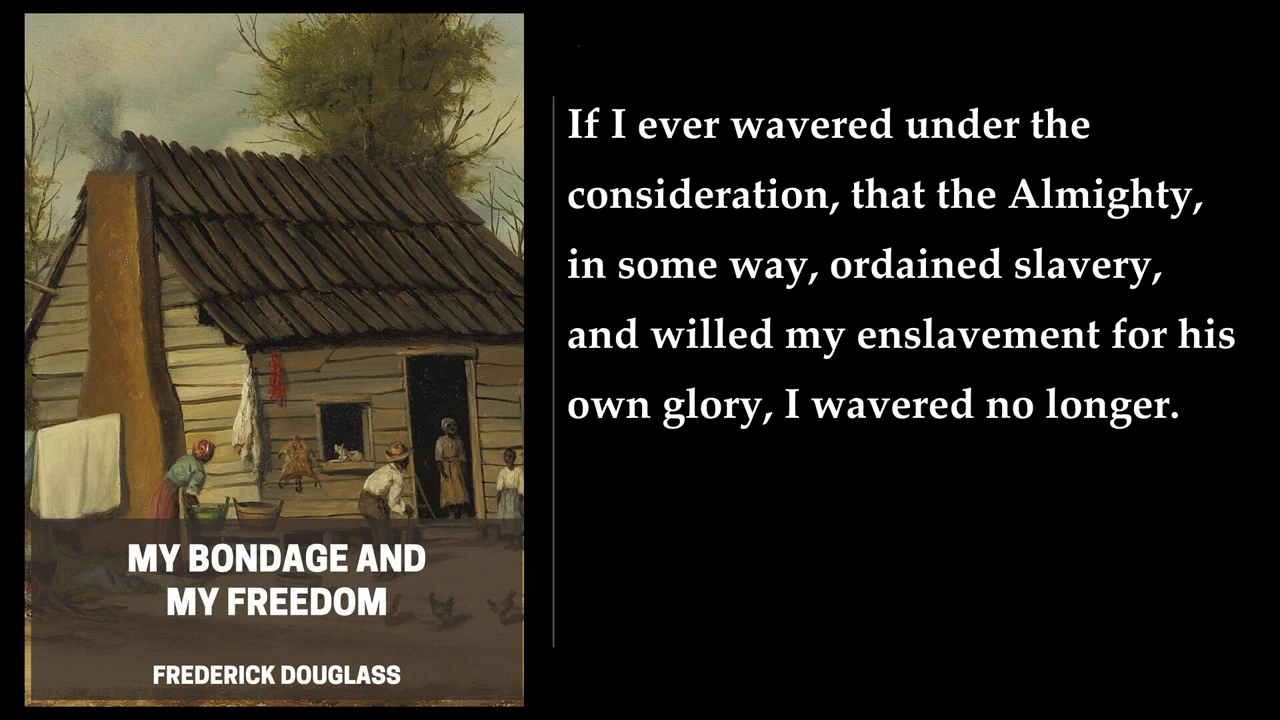 If I ever wavered under the
consideration, that the Almighty,
in some way, ordained slavery,
and willed my enslavement for his
own glory, I wavered no longer.
MY BONDAGE AND
MY FREEDOM
FREDERICK DOUGLASS